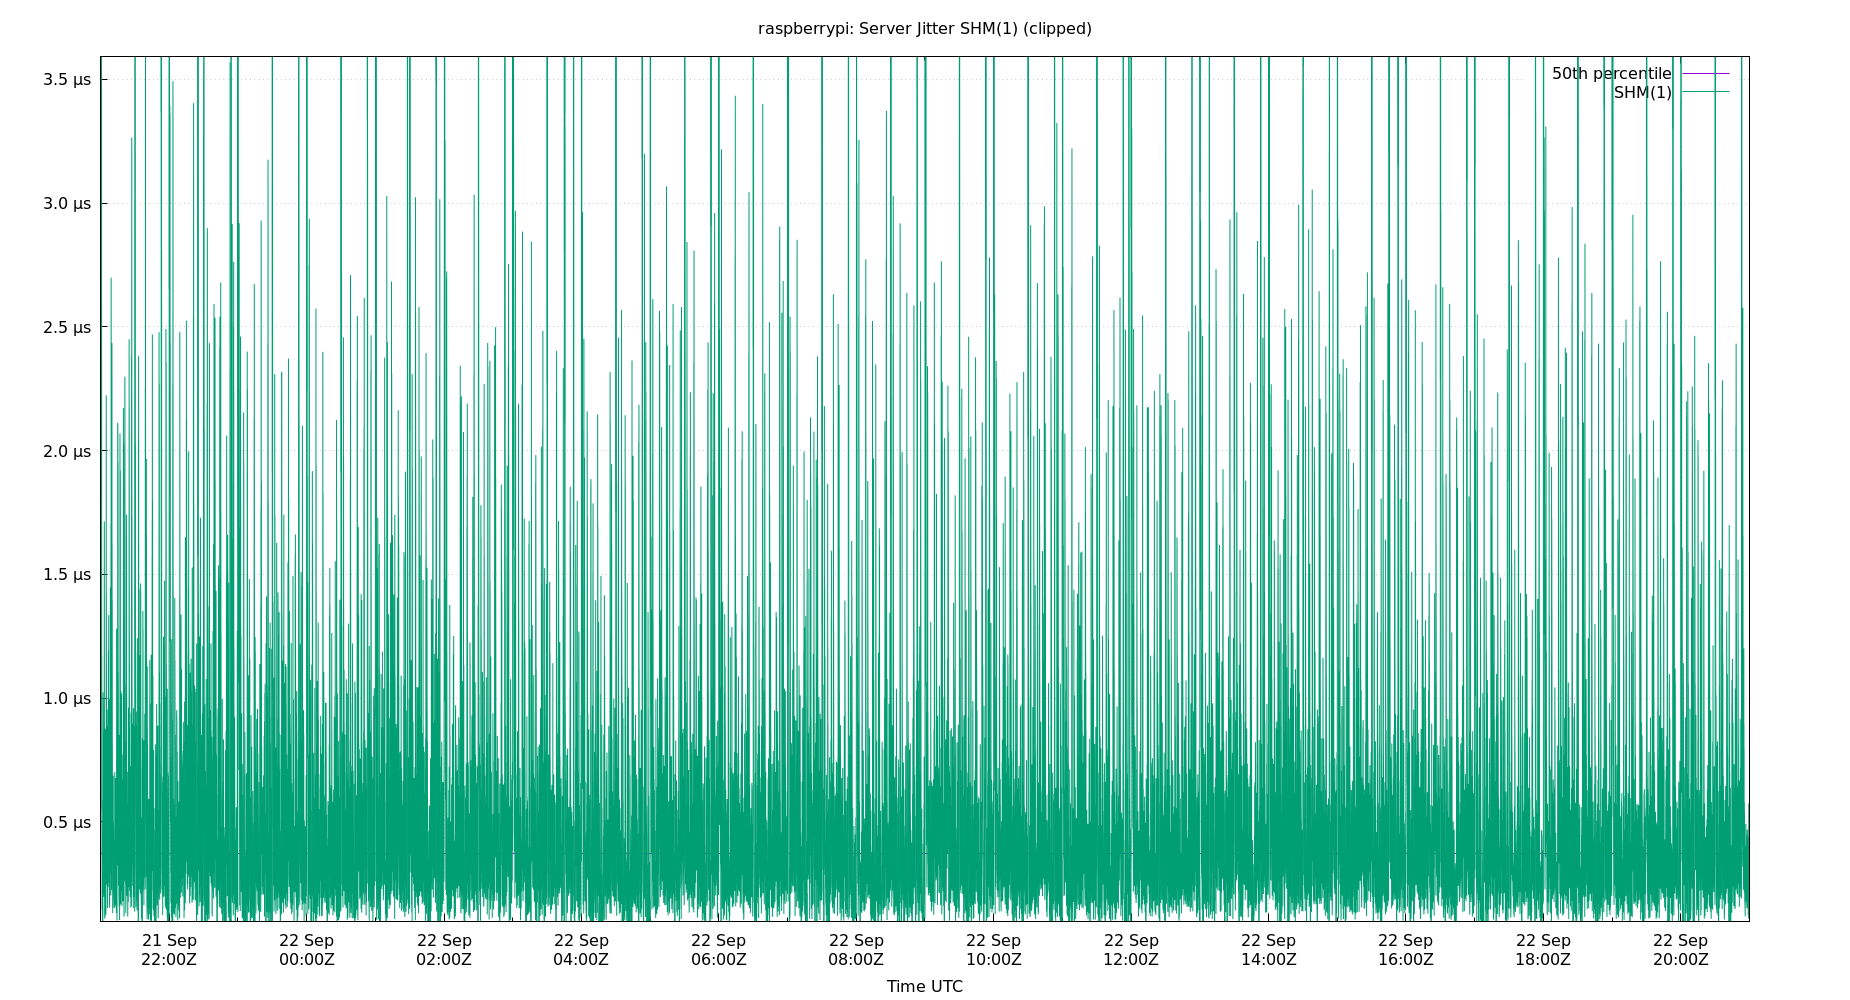 raspberrypi: Server Jitter SHM(1) (clipped)
50th percentile
SHM(1)
3.5 µs
3.0 µs
2.5 µs
2.0 µs
1.5 µs
1.0 µs
0.5 µs
21 Sep 22 Sep 22 Sep 22 Sep 22 Sep 22 Sep 22 Sep 22 Sep 22 Sep 22 Sep 22 Sep 22 Sep
22:00Z 00:00Z 02:00Z 04:00Z 06:00Z 08:00Z 10:00Z 12:00Z 14:00Z 16:00Z 18:00Z 20:00Z
Time UTC